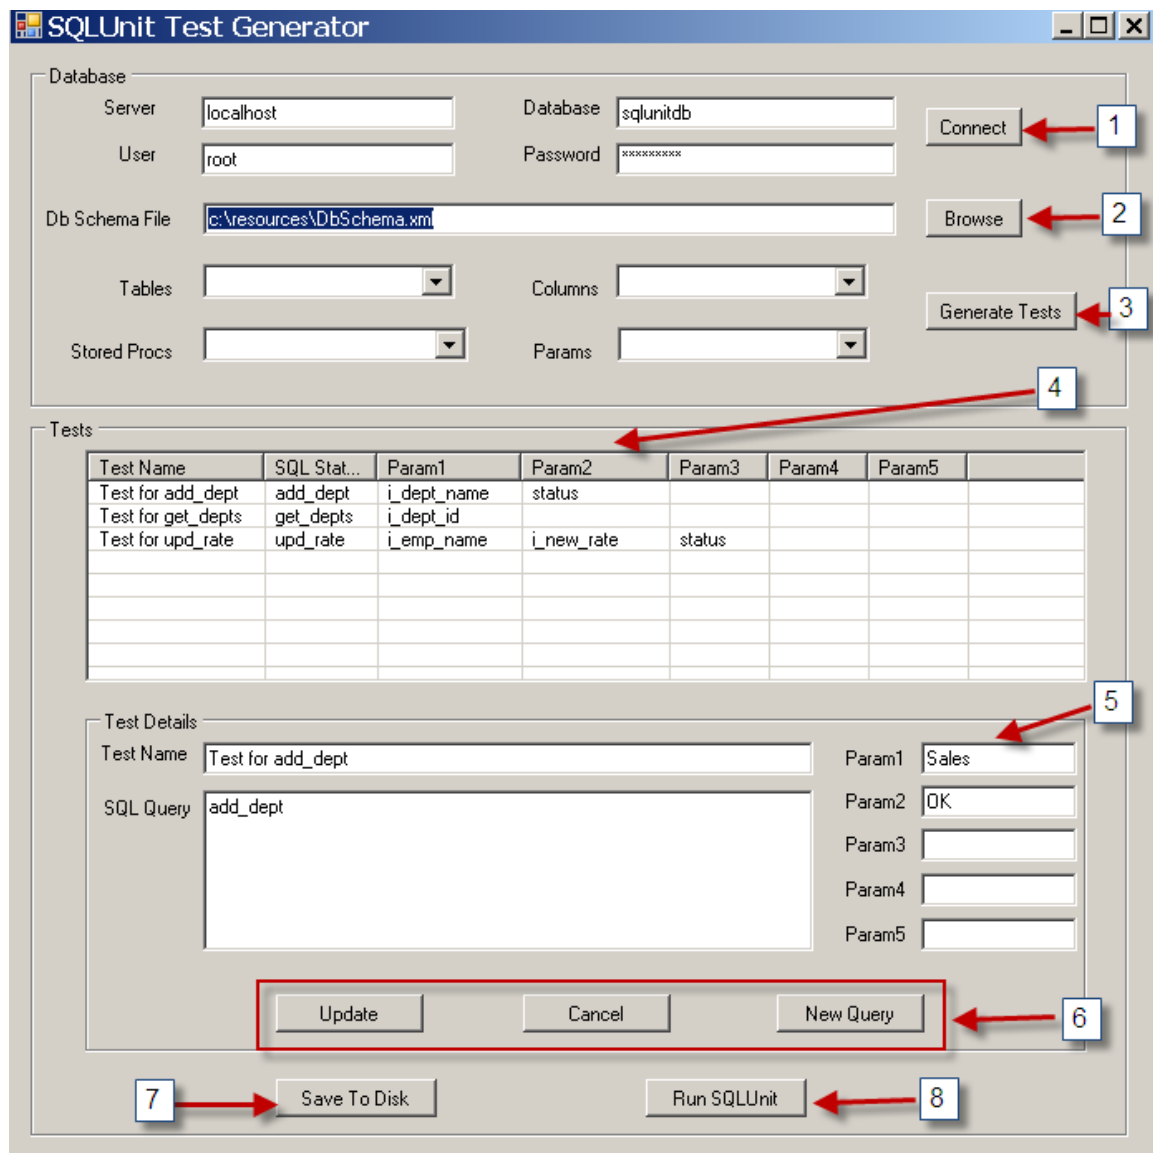 SQLUnit Test Generator
Database
Server localhost Database sqlunitdb Connect 1
User root Password *********
Db Schema File c:\resources\DbSchema.xml Browse 2
Tables Columns
Generate Tests 3
Stored Procs Params
4
Tests
Test Name SQL Stat... Param1 Param2 Param3 Param4 Param5
Test for add_dept add_dept i_dept_name status
Test for get_depts get_depts i_dept_id
Test for upd_rate upd_rate i_emp_name i_new_rate status
5
Test Details
Test Name Test for add_dept Param1 Sales
SQL Query add_dept Param2 OK
Param3
Param4
Param5
Update Cancel New Query 6
7 Save To Disk Run SQLUnit 8